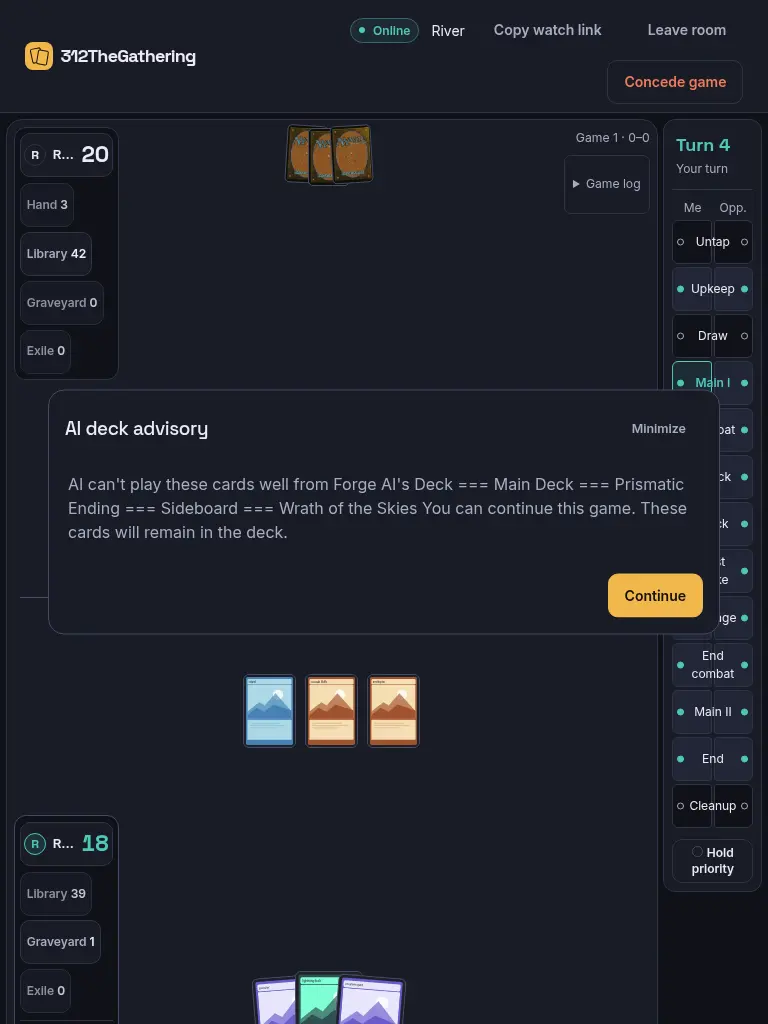 312TheGathering
Online
River
Copy watch link
Leave room
Concede game
R R... 20
Hand 3
Library 42
Graveyard 0
Exile 0
Game 1 · 0–0
Game log
Turn 4
Your turn
Me Opp.
Untap
Upkeep
Draw
Main I
AI deck advisory
Minimize
AI can't play these cards well from Forge AI's Deck === Main Deck === Prismatic
Ending === Sideboard === Wrath of the Skies You can continue this game. These
cards will remain in the deck.
Continue
End
combat
Main II
End
Cleanup
Hold
priority
R R... 18
Library 39
Graveyard 1
Exile 0